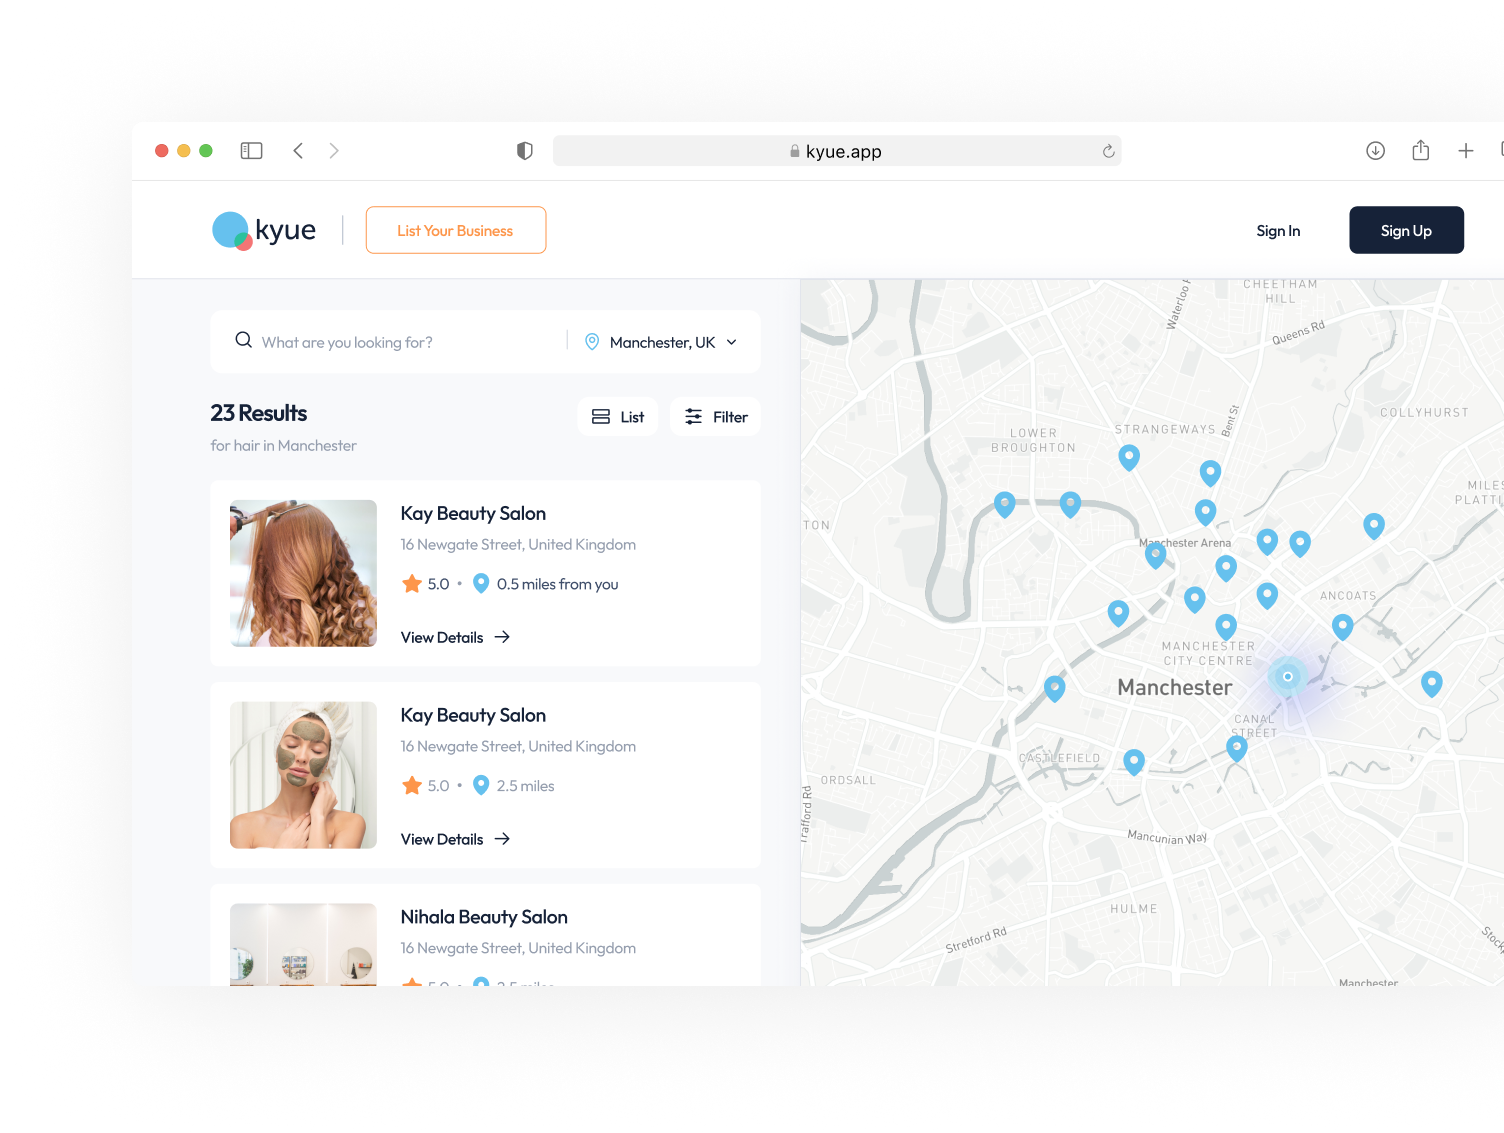 kyue.app
kyue
List Your Business
Sign In
Sign Up
What are you looking for?
Manchester, UK
23 Results
for hair in Manchester
List
Filter
Kay Beauty Salon
16 Newgate Street, United Kingdom
5.0 • 0.5 miles from you
View Details
Kay Beauty Salon
16 Newgate Street, United Kingdom
5.0 • 2.5 miles
View Details
Nihala Beauty Salon
16 Newgate Street, United Kingdom
CHEETHAM
HILL
Waterloo
Queens Rd
COLLYHURST
Bent St
STRANGEWAYS
LOWER
BROUGHTON
MILES
PLATTI
TON
Manchester Arena
ANCOATS
MANCHESTER
CITY CENTRE
Manchester
CANAL
STREET
CASTLEFIELD
ORDSALL
Trafford Rd
Mancunian Way
HULME
Stretford Rd
Stock
Manchester